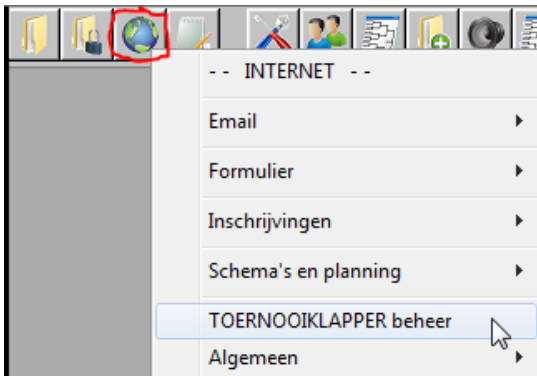 -- INTERNET --
Email
Formulier
Inschrijvingen
Schema's en planning
TOERNOOIKLAPPER beheer
Algemeen